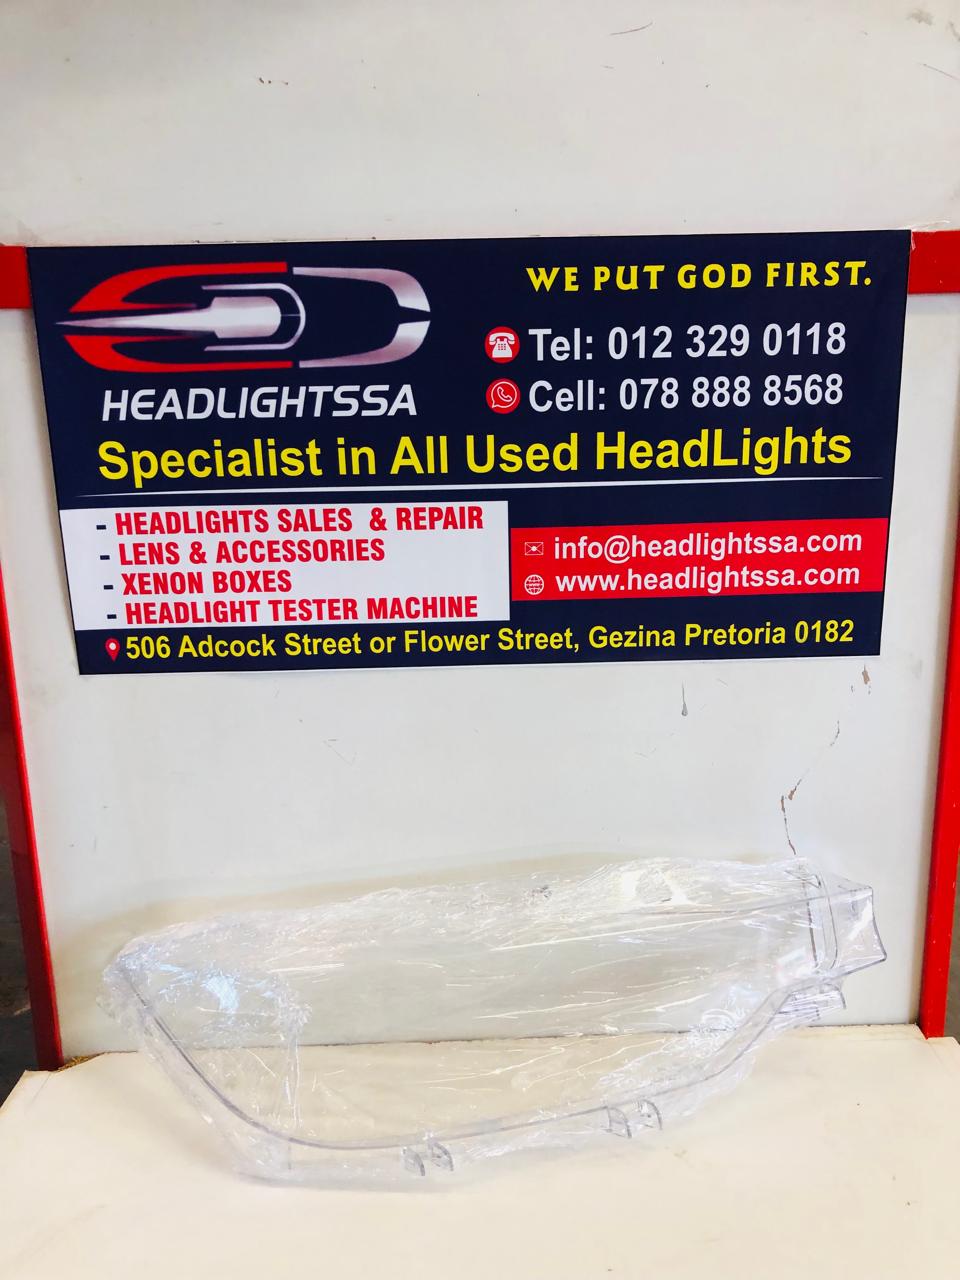 WE PUT GOD FIRST.
Tel: 012 329 0118
Cell: 078 888 8568
HEADLIGHTSSA
Specialist in All Used HeadLights
- HEADLIGHTS SALES & REPAIR
- LENS & ACCESSORIES
- XENON BOXES
- HEADLIGHT TESTER MACHINE
info@headlightssa.com
www.headlightssa.com
506 Adcock Street or Flower Street, Gezina Pretoria 0182